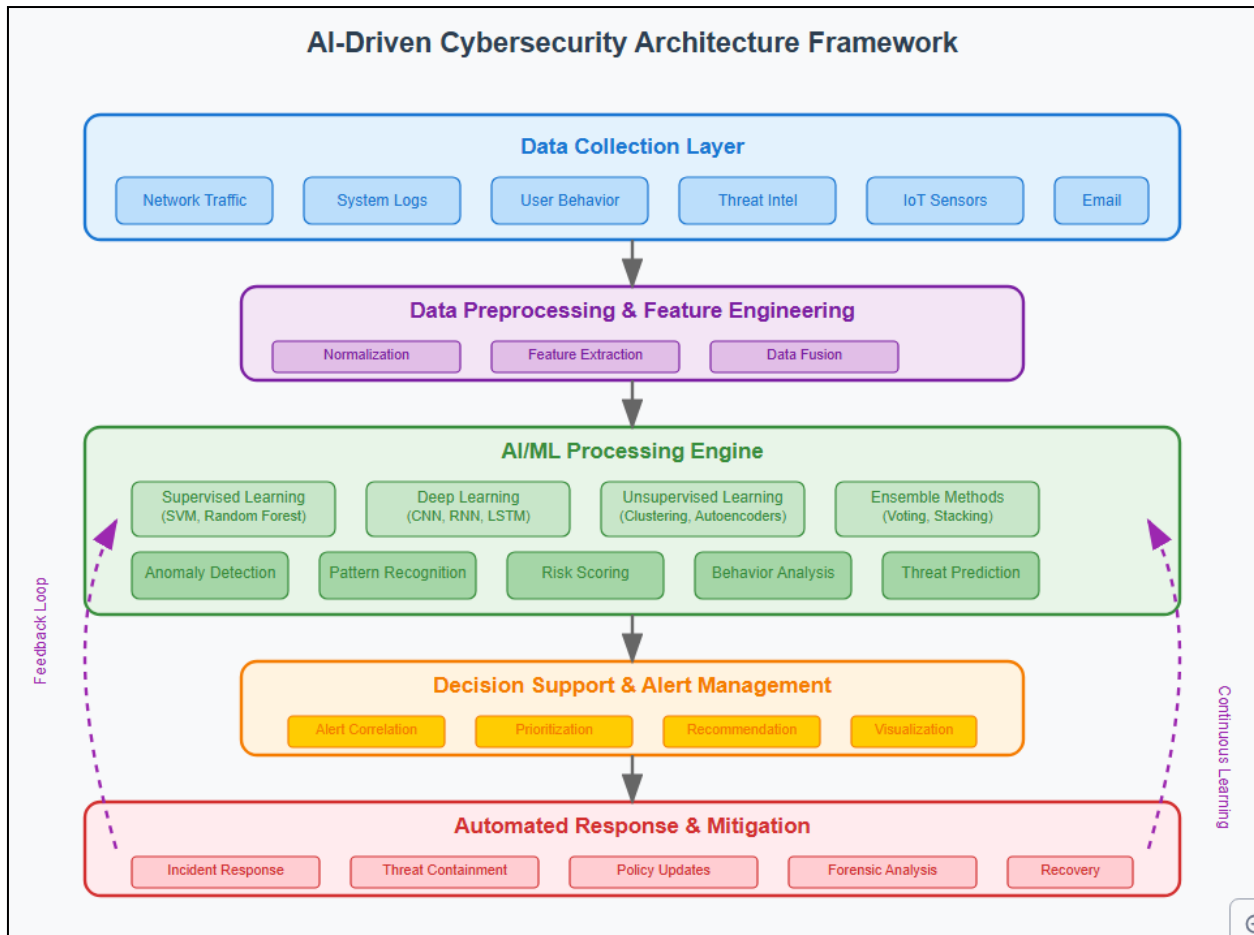 AI-Driven Cybersecurity Architecture Framework
Data Collection Layer
Network Traffic
System Logs
User Behavior
Threat Intel
IoT Sensors
Email
Data Preprocessing & Feature Engineering
Normalization
Feature Extraction
Data Fusion
AI/ML Processing Engine
Supervised Learning
(SVM, Random Forest)
Deep Learning
(CNN, RNN, LSTM)
Unsupervised Learning
(Clustering, Autoencoders)
Ensemble Methods
(Voting, Stacking)
Anomaly Detection
Pattern Recognition
Risk Scoring
Behavior Analysis
Threat Prediction
Feedback Loop
Decision Support & Alert Management
Alert Correlation
Prioritization
Recommendation
Visualization
Continuous Learning
Automated Response & Mitigation
Incident Response
Threat Containment
Policy Updates
Forensic Analysis
Recovery